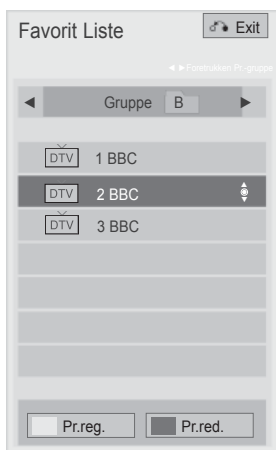 Favorit Liste
Exit
◄ ►Foretrukken Pr.-gruppe
◄ Gruppe B ►
DTV 1 BBC
DTV 2 BBC
DTV 3 BBC
Pr.reg. Pr.red.